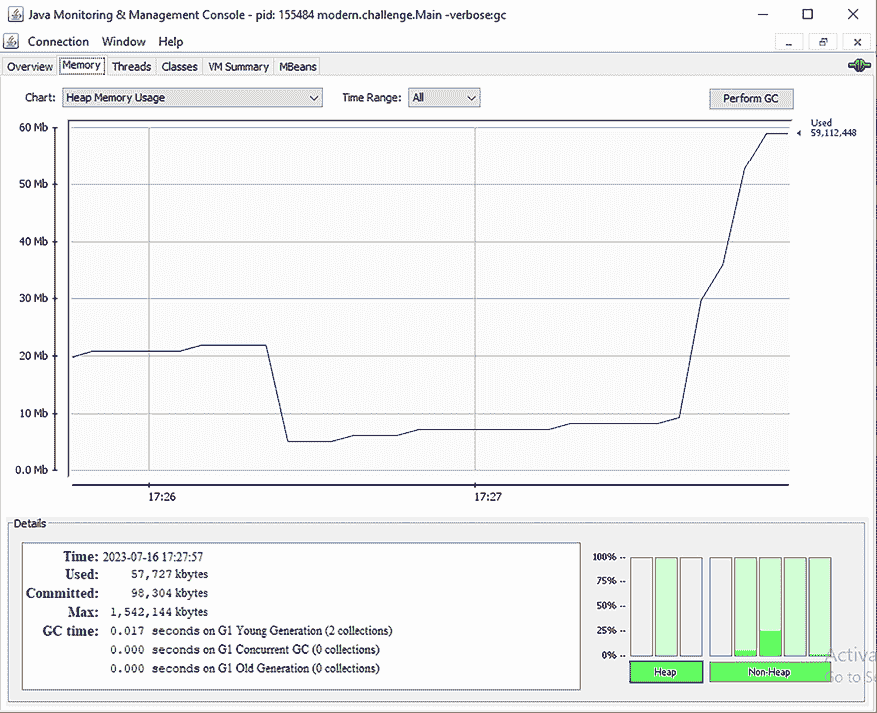 Java Monitoring & Management Console - pid: 155484 modern.challenge.Main -verbose:gc
Connection Window Help
Overview Memory Threads Classes VM Summary MBeans
Chart: Heap Memory Usage Time Range: All Perform GC
Used
59,112,448
60 Mb
50 Mb
40 Mb
30 Mb
20 Mb
10 Mb
0.0 Mb
17:26 17:27
Details
Time: 2023-07-16 17:27:57
Used: 57,727 kbytes
Committed: 98,304 kbytes
Max: 1,542,144 kbytes
GC time: 0.017 seconds on G1 Young Generation (2 collections)
0.000 seconds on G1 Concurrent GC (0 collections)
0.000 seconds on G1 Old Generation (0 collections)
100% --
75% --
50% --
25% --
0% --
Heap Non-Heap
Activa
Go to Se